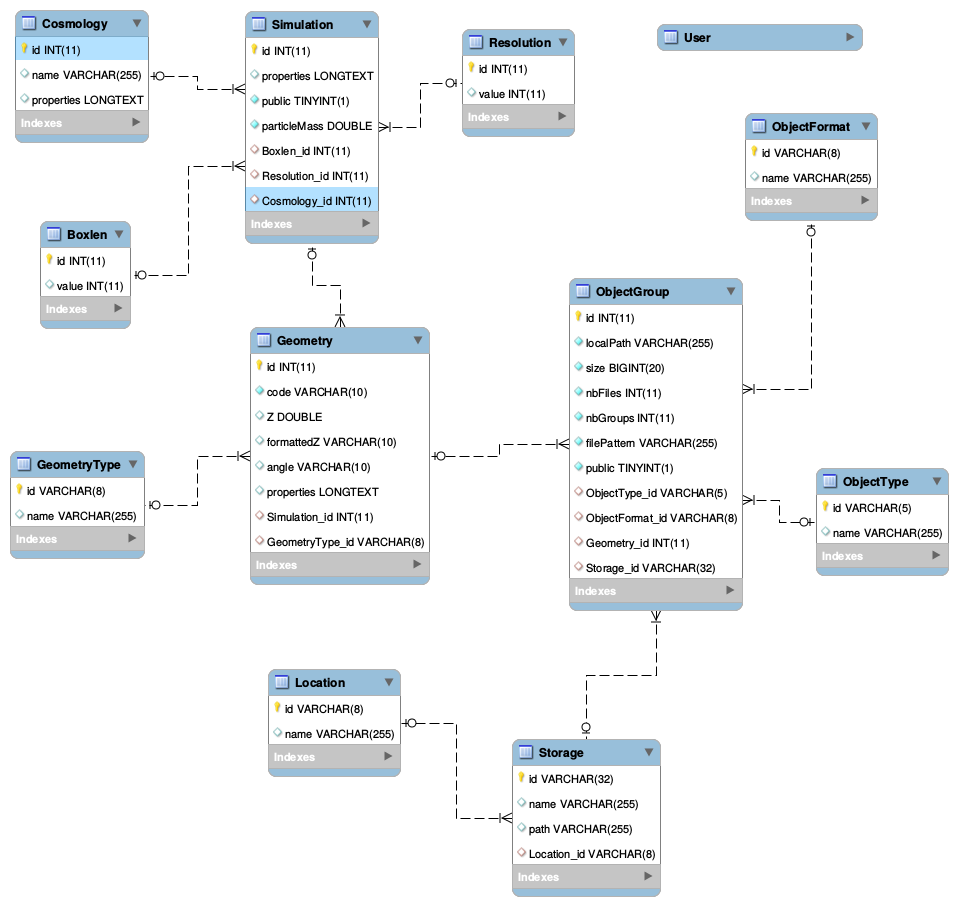 Cosmology
id INT(11)
name VARCHAR(255)
properties LONGTEXT
Indexes
Simulation
id INT(11)
properties LONGTEXT
public TINYINT(1)
particleMass DOUBLE
Boxlen_id INT(11)
Resolution_id INT(11)
Cosmology_id INT(11)
Indexes
Resolution
id INT(11)
value INT(11)
Indexes
User
ObjectFormat
id VARCHAR(8)
name VARCHAR(255)
Indexes
Boxlen
id INT(11)
value INT(11)
Indexes
Geometry
id INT(11)
code VARCHAR(10)
Z DOUBLE
formattedZ VARCHAR(10)
angle VARCHAR(10)
properties LONGTEXT
Simulation_id INT(11)
GeometryType_id VARCHAR(8)
Indexes
ObjectGroup
id INT(11)
localPath VARCHAR(255)
size BIGINT(20)
nbFiles INT(11)
nbGroups INT(11)
filePattern VARCHAR(255)
public TINYINT(1)
ObjectType_id VARCHAR(5)
ObjectFormat_id VARCHAR(8)
Geometry_id INT(11)
Storage_id VARCHAR(32)
Indexes
GeometryType
id VARCHAR(8)
name VARCHAR(255)
Indexes
ObjectType
id VARCHAR(5)
name VARCHAR(255)
Indexes
Location
id VARCHAR(8)
name VARCHAR(255)
Indexes
Storage
id VARCHAR(32)
name VARCHAR(255)
path VARCHAR(255)
Location_id VARCHAR(8)
Indexes